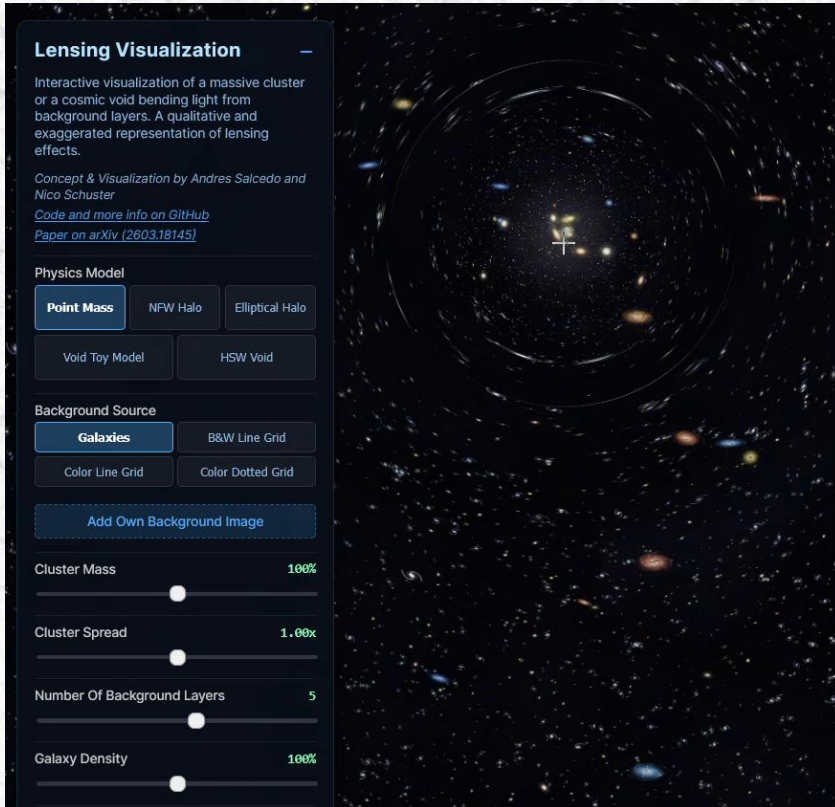 Lensing Visualization –
Interactive visualization of a massive cluster
or a cosmic void bending light from
background layers. A qualitative and
exaggerated representation of lensing
effects.
Concept & Visualization by Andres Salcedo and
Nico Schuster
Code and more info on GitHub
Paper on arXiv (2603.18145)
Physics Model
Point Mass NFW Halo Elliptical Halo
Void Toy Model HSW Void
Background Source
Galaxies B&W Line Grid
Color Line Grid Color Dotted Grid
Add Own Background Image
Cluster Mass 100%
Cluster Spread 1.00x
Number Of Background Layers 5
Galaxy Density 100%